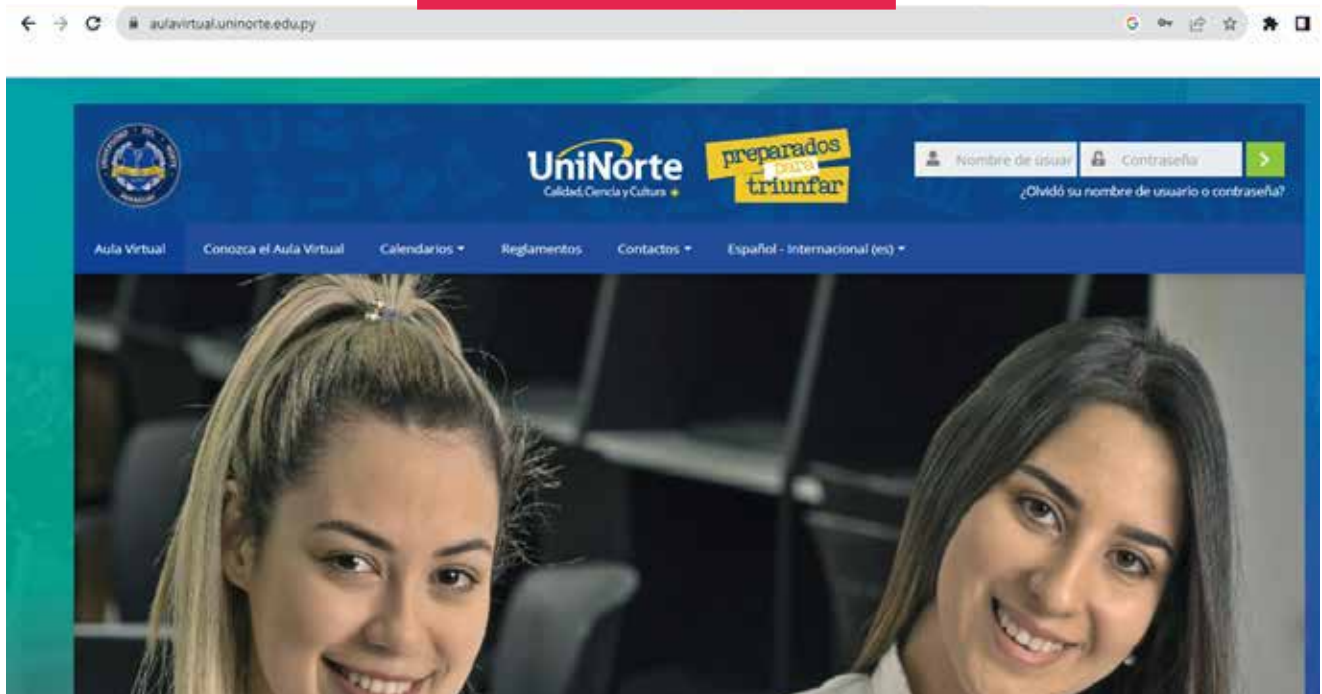 aulavirtual.uninorte.edu.py
UniNorte
Calidad, Ciencia y Cultura
preparados
para
triunfar
Nombre de usuar
Contraseña
¿Olvidó su nombre de usuario o contraseña?
Aula Virtual
Conozca el Aula Virtual
Calendarios
Reglamentos
Contactos
Español - Internacional (es)